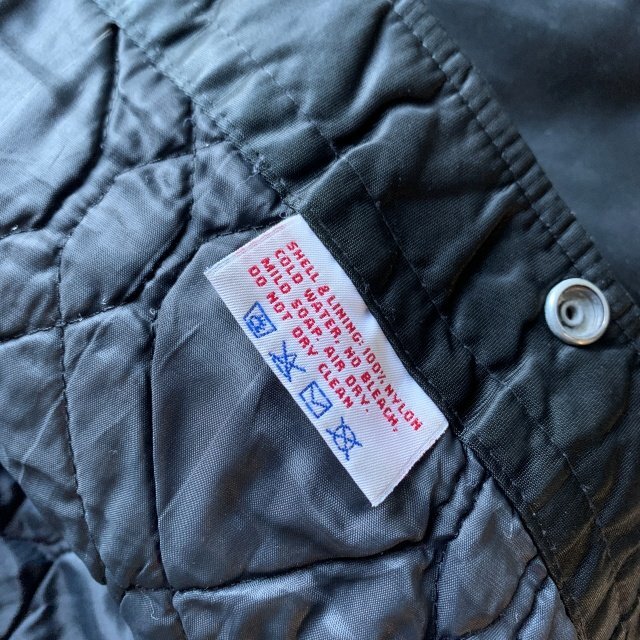 SHELL & LINING: 100% NYLON
COLD WATER, NO BLEACH,
MILD SOAP, AIR DRY.
DO NOT DRY CLEAN.